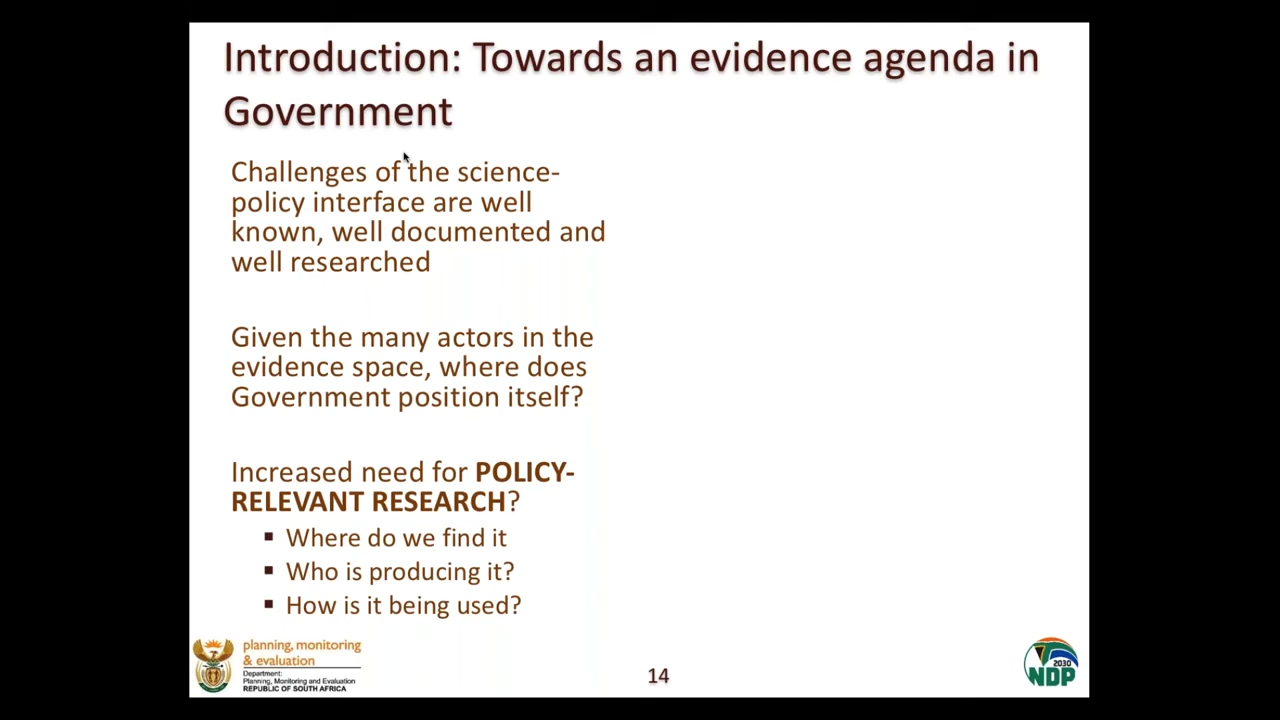 Introduction: Towards an evidence agenda in
Government
Challenges of the science-
policy interface are well
known, well documented and
well researched
Given the many actors in the
evidence space, where does
Government position itself?
Increased need for POLICY-
RELEVANT RESEARCH?
▪ Where do we find it
▪ Who is producing it?
▪ How is it being used?
planning, monitoring
& evaluation
Department:
Planning, Monitoring and Evaluation
REPUBLIC OF SOUTH AFRICA
14
2030
NDP